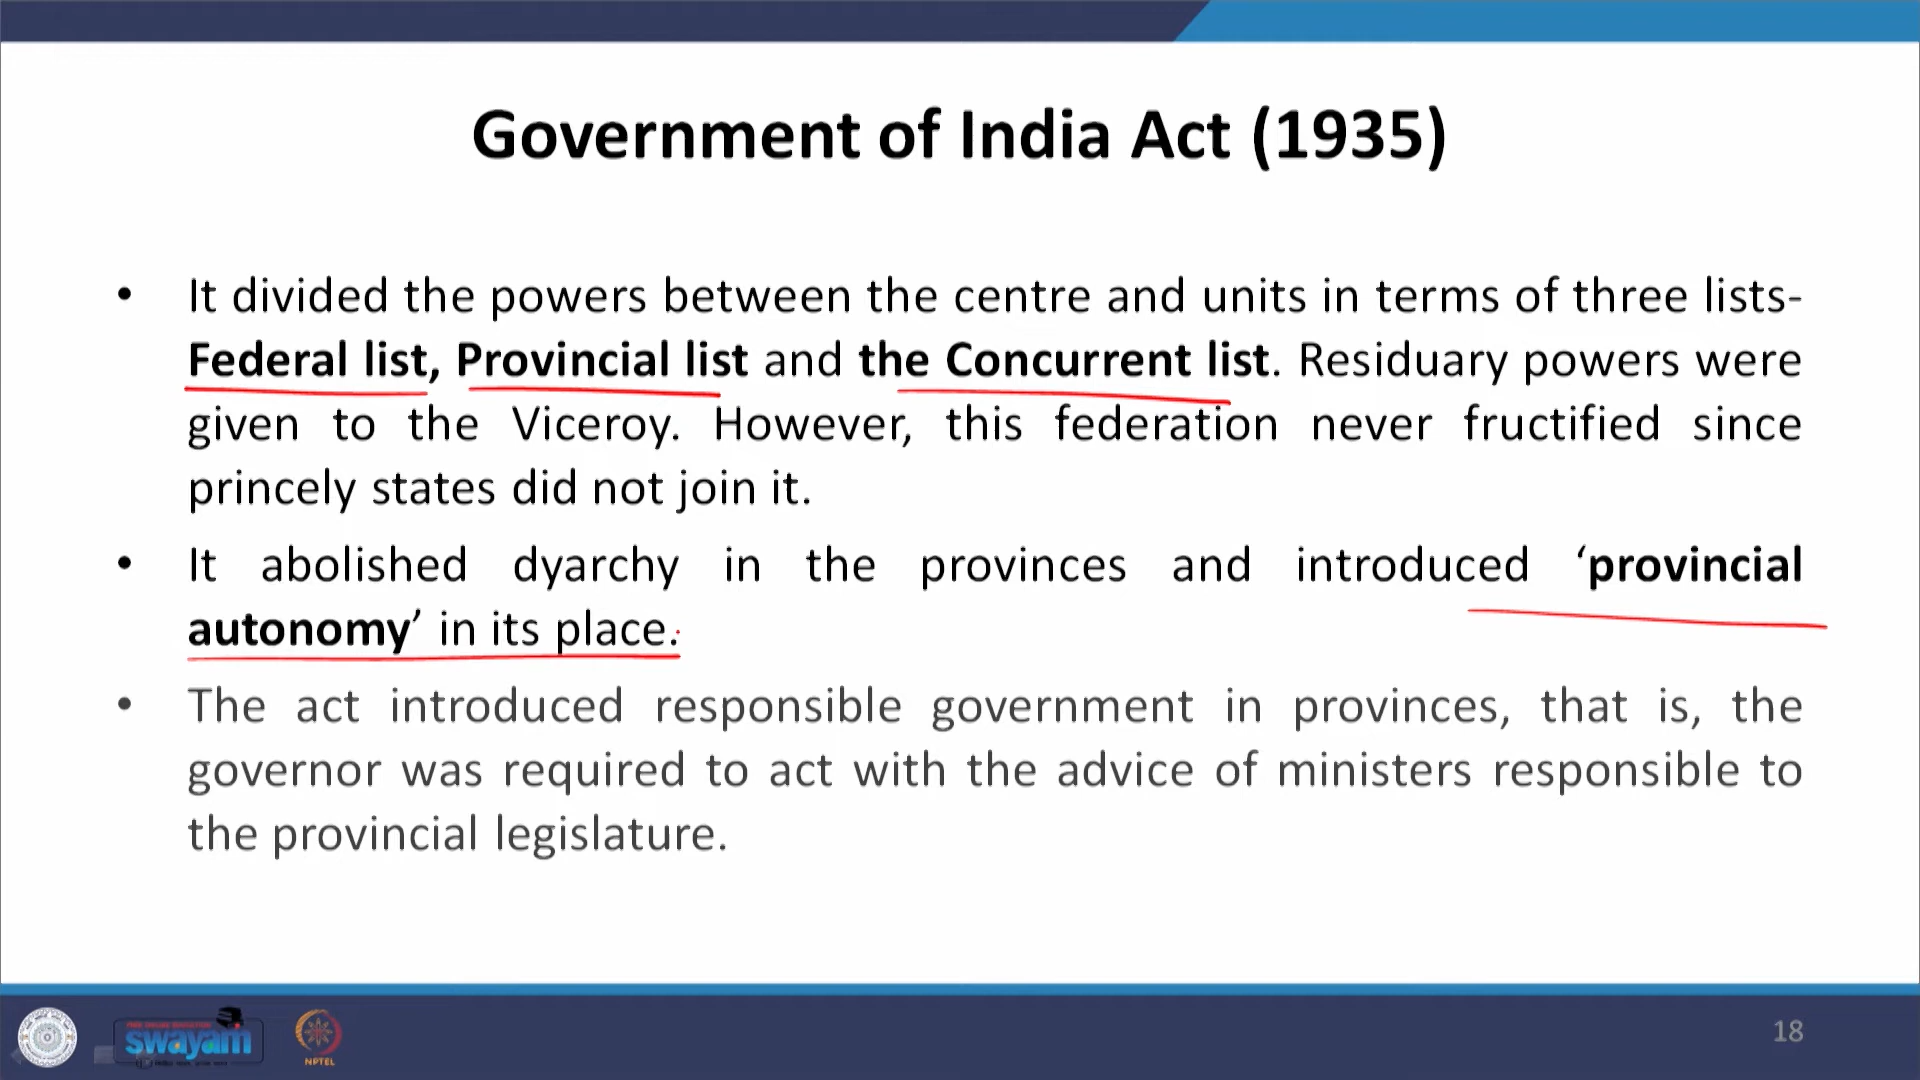 Government of India Act (1935)
• It divided the powers between the centre and units in terms of three lists-
Federal list, Provincial list and the Concurrent list. Residuary powers were
given to the Viceroy. However, this federation never fructified since
princely states did not join it.
• It abolished dyarchy in the provinces and introduced ‘provincial
autonomy’ in its place.
• The act introduced responsible government in provinces, that is, the
governor was required to act with the advice of ministers responsible to
the provincial legislature.
swayam
NPTEL
18